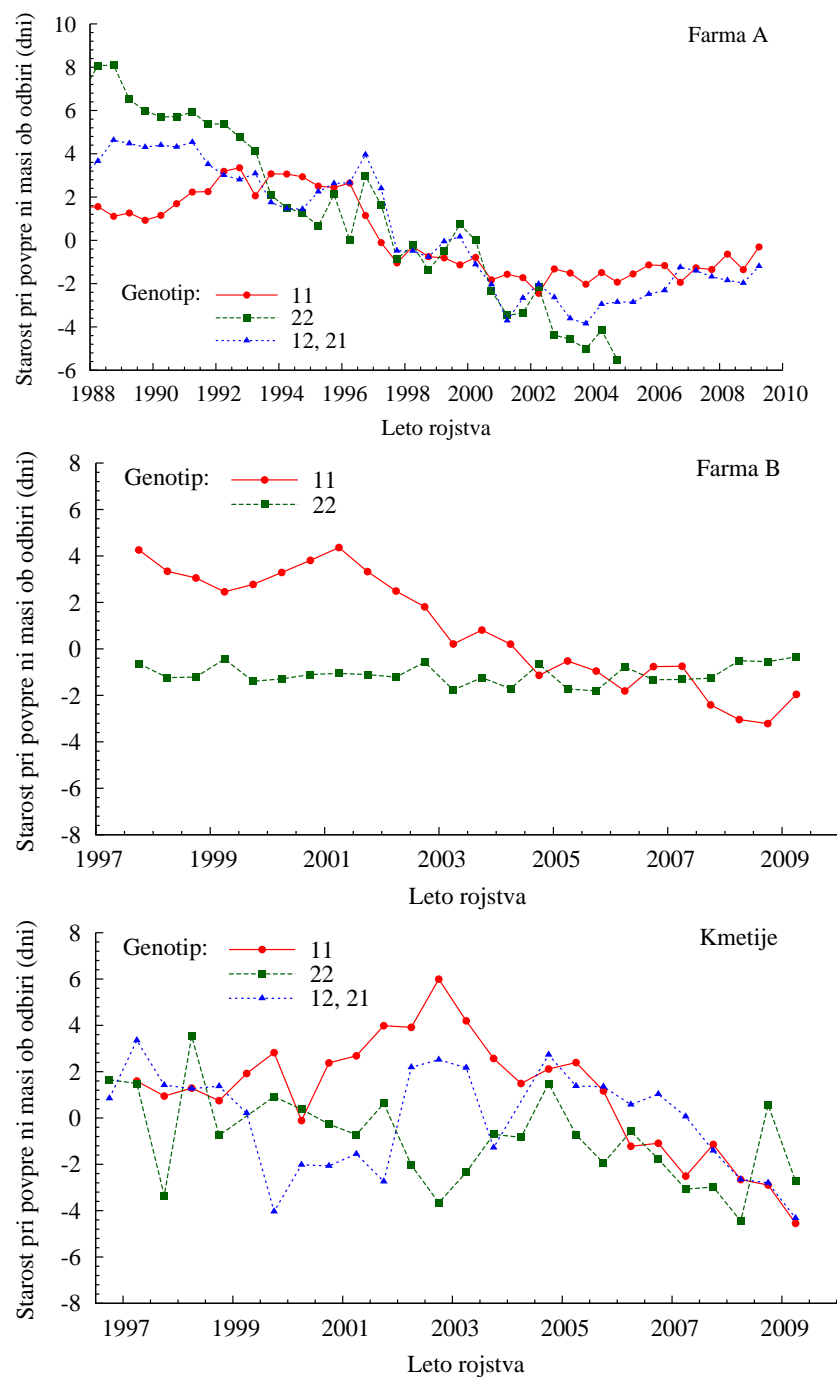 Farma A
Starost pri povpre ni masi ob odbiri (dni)
10
8
6
4
2
0
-2
-4
-6
Genotip:
11
22
12, 21
1988 1990 1992 1994 1996 1998 2000 2002 2004 2006 2008 2010
Leto rojstva
Farma B
Starost pri povpre ni masi ob odbiri (dni)
8
6
4
2
0
-2
-4
-6
-8
Genotip:
11
22
1997 1999 2001 2003 2005 2007 2009
Leto rojstva
Kmetije
Starost pri povpre ni masi ob odbiri (dni)
8
6
4
2
0
-2
-4
-6
-8
Genotip:
11
22
12, 21
1997 1999 2001 2003 2005 2007 2009
Leto rojstva